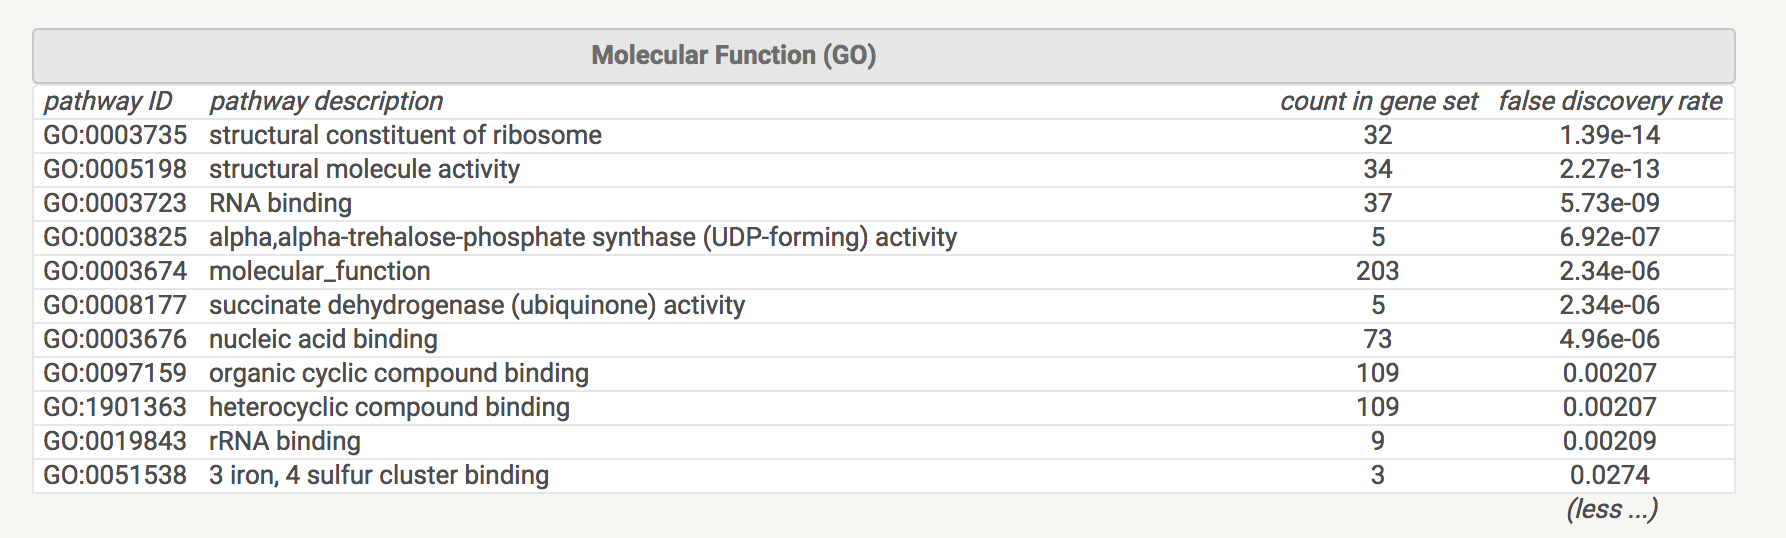 Molecular Function (GO)
pathway ID pathway description count in gene set false discovery rate
GO:0003735 structural constituent of ribosome 32 1.39e-14
GO:0005198 structural molecule activity 34 2.27e-13
GO:0003723 RNA binding 37 5.73e-09
GO:0003825 alpha,alpha-trehalose-phosphate synthase (UDP-forming) activity 5 6.92e-07
GO:0003674 molecular_function 203 2.34e-06
GO:0008177 succinate dehydrogenase (ubiquinone) activity 5 2.34e-06
GO:0003676 nucleic acid binding 73 4.96e-06
GO:0097159 organic cyclic compound binding 109 0.00207
GO:1901363 heterocyclic compound binding 109 0.00207
GO:0019843 rRNA binding 9 0.00209
GO:0051538 3 iron, 4 sulfur cluster binding 3 0.0274
(less ...)